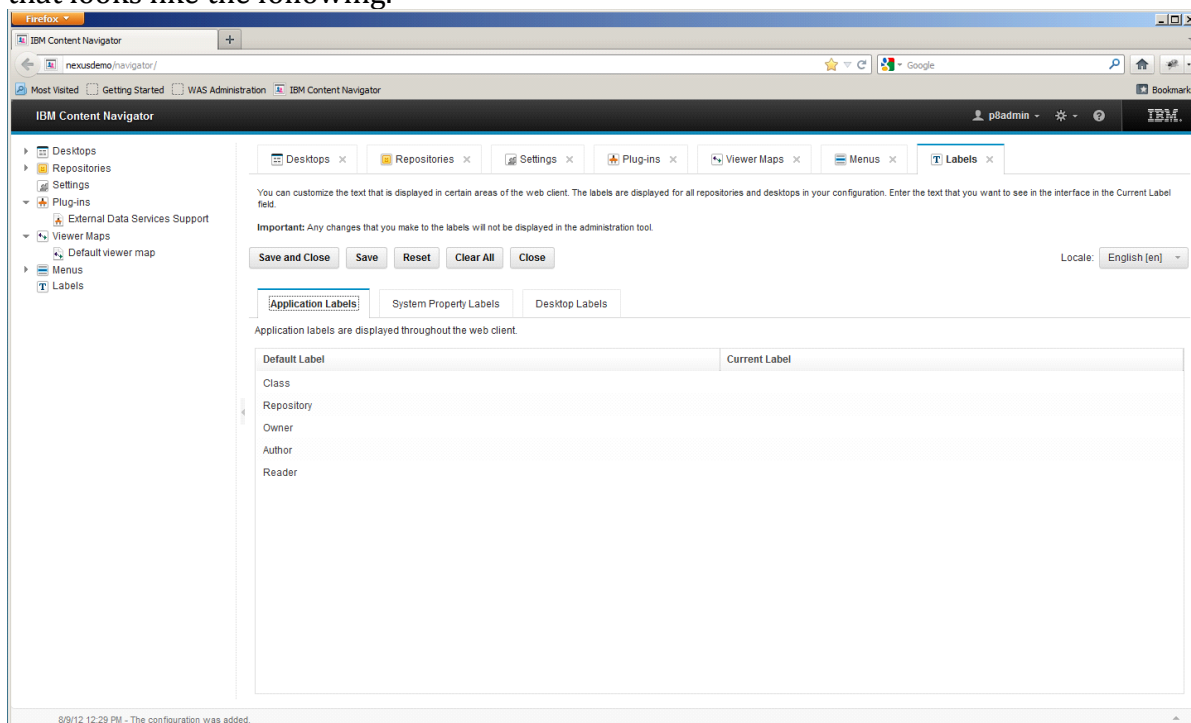 that looks like the following.
Firefox
IBM Content Navigator
nexusdemo/navigator/
Google
Most Visited Getting Started WAS Administration IBM Content Navigator
Bookmark
IBM Content Navigator
p8admin
IBM.
Desktops
Repositories
Settings
Plug-ins
External Data Services Support
Viewer Maps
Default viewer map
Menus
Labels
Desktops Repositories Settings Plug-ins Viewer Maps Menus Labels
You can customize the text that is displayed in certain areas of the web client. The labels are displayed for all repositories and desktops in your configuration. Enter the text that you want to see in the interface in the Current Label
field.
Important: Any changes that you make to the labels will not be displayed in the administration tool.
Save and Close Save Reset Clear All Close
Locale: English [en]
Application Labels System Property Labels Desktop Labels
Application labels are displayed throughout the web client.
Default Label Current Label
Class
Repository
Owner
Author
Reader
8/9/12 12:29 PM - The configuration was added.